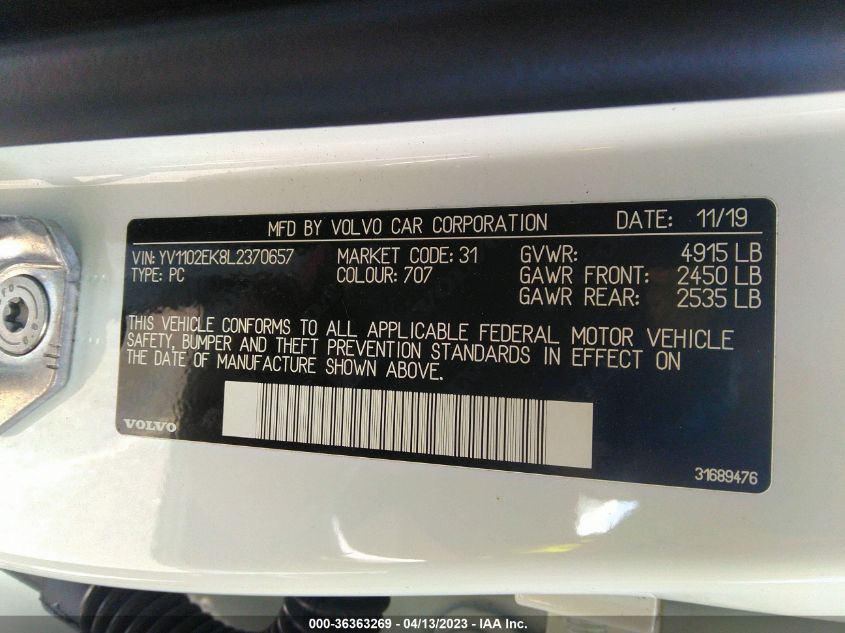 MFD BY VOLVO CAR CORPORATION DATE: 11/19
VIN: YV1102EK8L2370657 MARKET CODE: 31 GVWR: 4915 LB
TYPE: PC COLOUR: 707 GAWR FRONT: 2450 LB
GAWR REAR: 2535 LB
THIS VEHICLE CONFORMS TO ALL APPLICABLE FEDERAL MOTOR VEHICLE
SAFETY, BUMPER AND THEFT PREVENTION STANDARDS IN EFFECT ON
THE DATE OF MANUFACTURE SHOWN ABOVE.
VOLVO
31689476
000-36363269 - 04/13/2023 - IAA Inc.